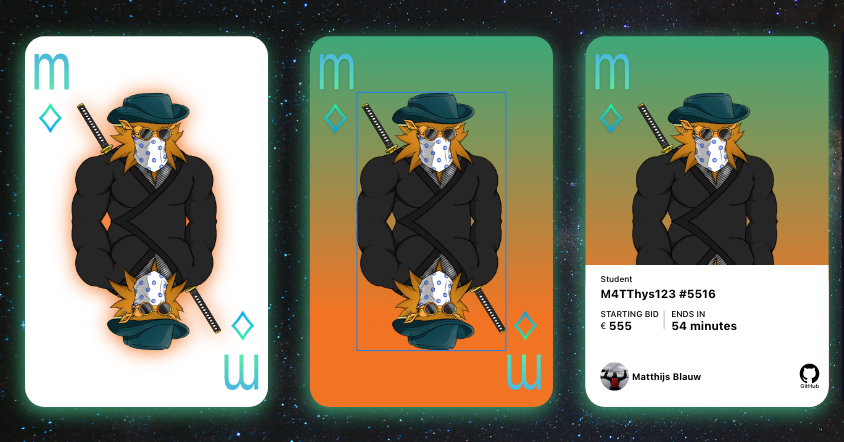 m
m
m
m
m
Student
M4TThys123 #5516
STARTING BID ENDS IN
€ 555 54 minutes
Matthijs Blauw
GitHub